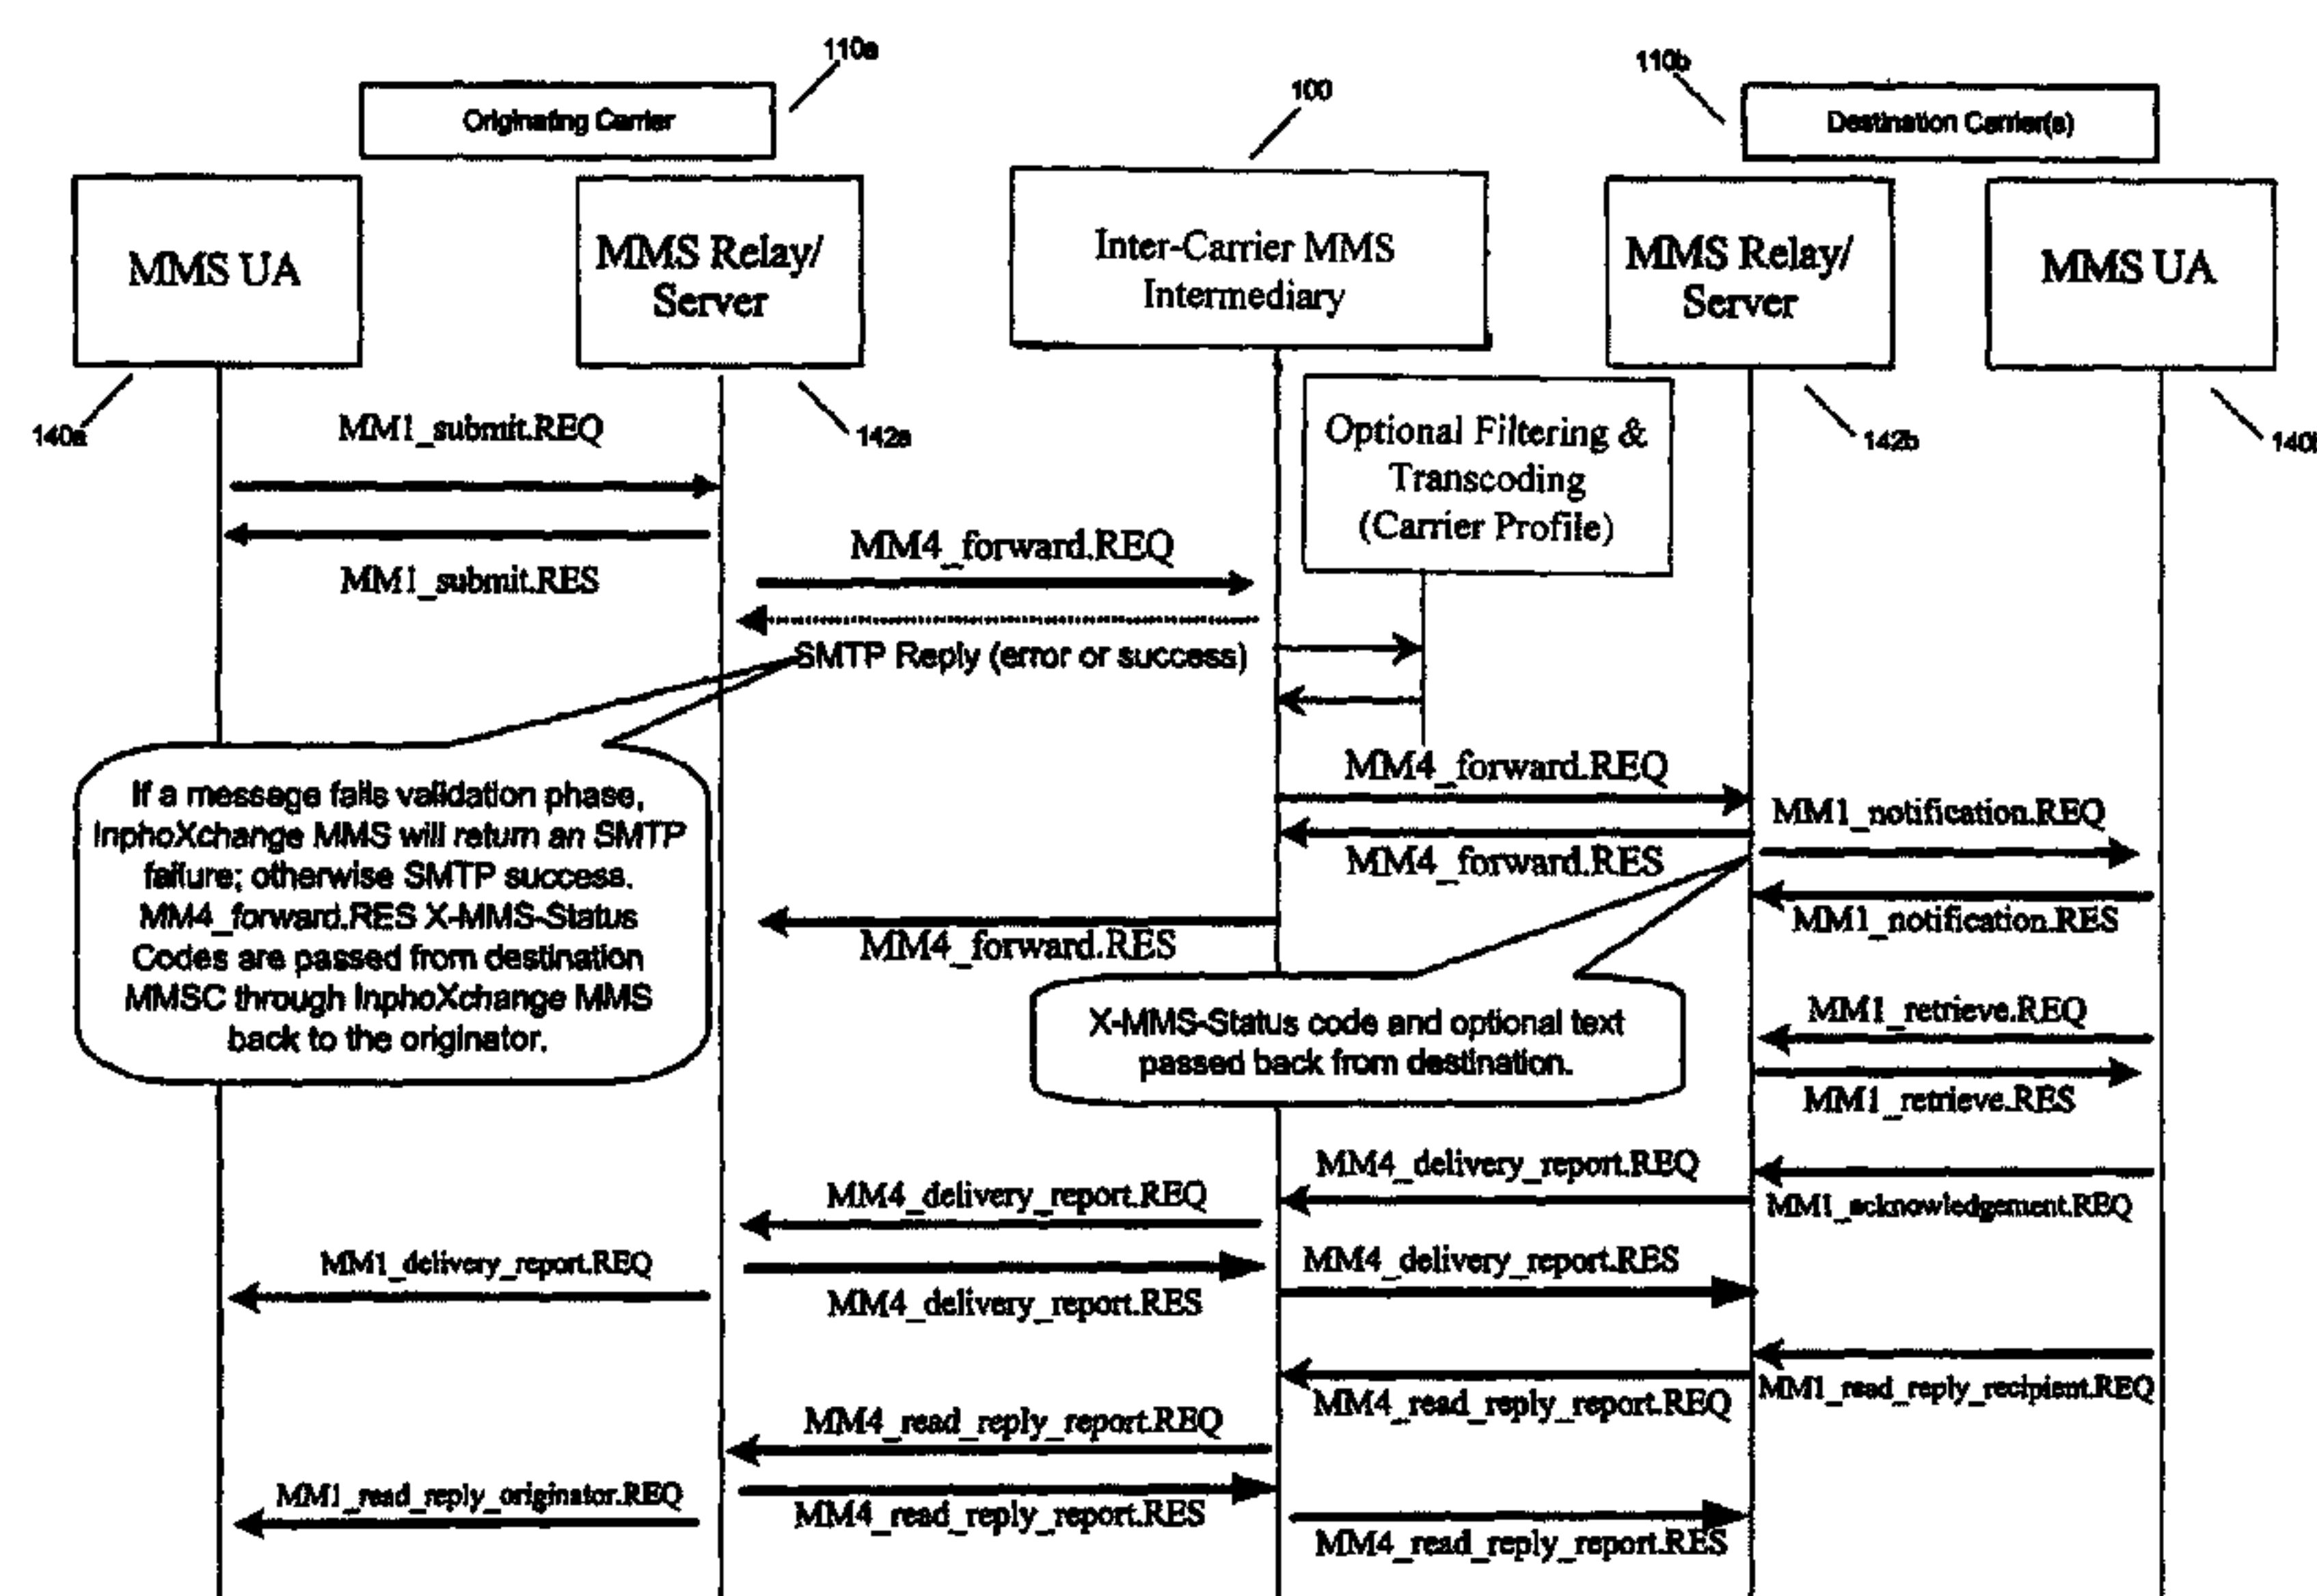 110a
110b
100
Originating Carrier
Destination Carrier(s)
MMS UA
MMS Relay/
Server
Inter-Carrier MMS
Intermediary
MMS Relay/
Server
MMS UA
140a
142a
142b
MM1_submit.REQ
Optional Filtering &
Transcoding
(Carrier Profile)
MM1_submit.RES
MM4_forward.REQ
SMTP Reply (error or success)
If a message fails validation phase,
InphoXchange MMS will return an SMTP
failure; otherwise SMTP success.
MM4_forward.RES X-MMS-Status
Codes are passed from destination
MMSC through InphoXchange MMS
back to the originator.
MM4_forward.REQ
MM4_forward.RES
MM1_notification.REQ
MM1_notification.RES
MM4_forward.RES
X-MMS-Status code and optional text
passed back from destination.
MM1_retrieve.REQ
MM1_retrieve.RES
MM4_delivery_report.REQ
MM1_acknowledgement.REQ
MM4_delivery_report.REQ
MM1_delivery_report.REQ
MM4_delivery_report.RES
MM4_delivery_report.RES
MM1_read_reply_recipient.REQ
MM4_read_reply_report.REQ
MM4_read_reply_report.REQ
MM1_read_reply_originator.REQ
MM4_read_reply_report.RES
MM4_read_reply_report.RES